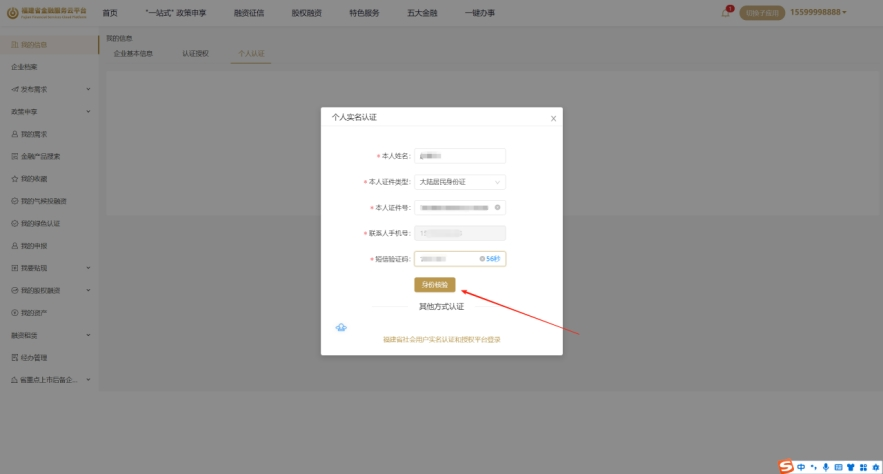 福建省金融服务云平台
首页
"一站式" 政策申享
融资征信
股权融资
特色服务
五大金融
一键办事
1
切换子应用
15599998888
我的信息
企业档案
发布需求
政策申享
我的需求
金融产品搜索
我的收藏
我的气候投融资
我的绿色认证
我的申报
我要贴息
我的股权融资
我的资产
融资租赁
经办管理
省重点上市后备企...
我的信息
企业基本信息
认证授权
个人认证
个人实名认证
X
* 本人姓名:
* 本人证件类型: 大陆居民身份证
* 本人证件号:
* 联系人手机号:
* 短信验证码: 56秒
身份核验
其他方式认证
福建省社会用户实名认证和授权平台登录
中